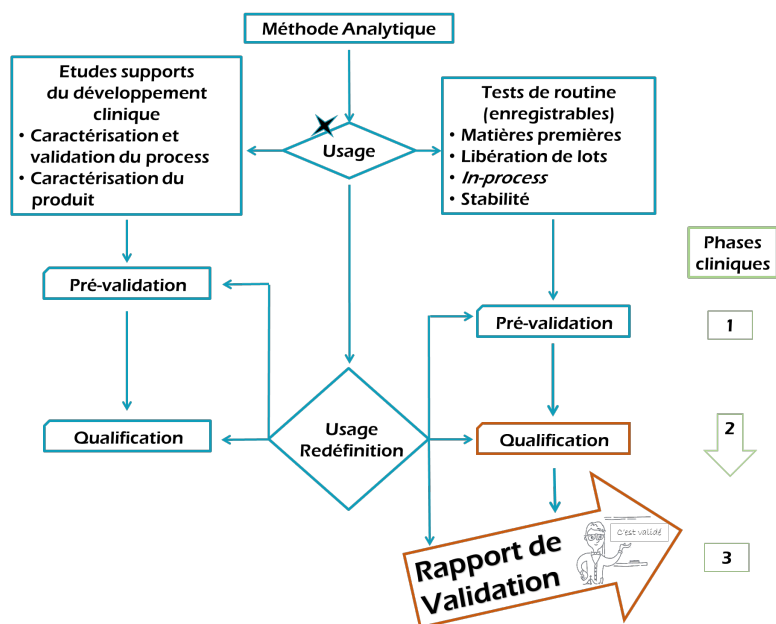 Méthode Analytique
Etudes supports
du développement
clinique
• Caractérisation et
validation du process
• Caractérisation du
produit
Usage
Tests de routine
(enregistrables)
• Matières premières
• Libération de lots
• In-process
• Stabilité
Phases
cliniques
Pré-validation
Pré-validation
1
Usage
Redéfinition
Qualification
Qualification
2
C'est validé
Rapport de
Validation
3